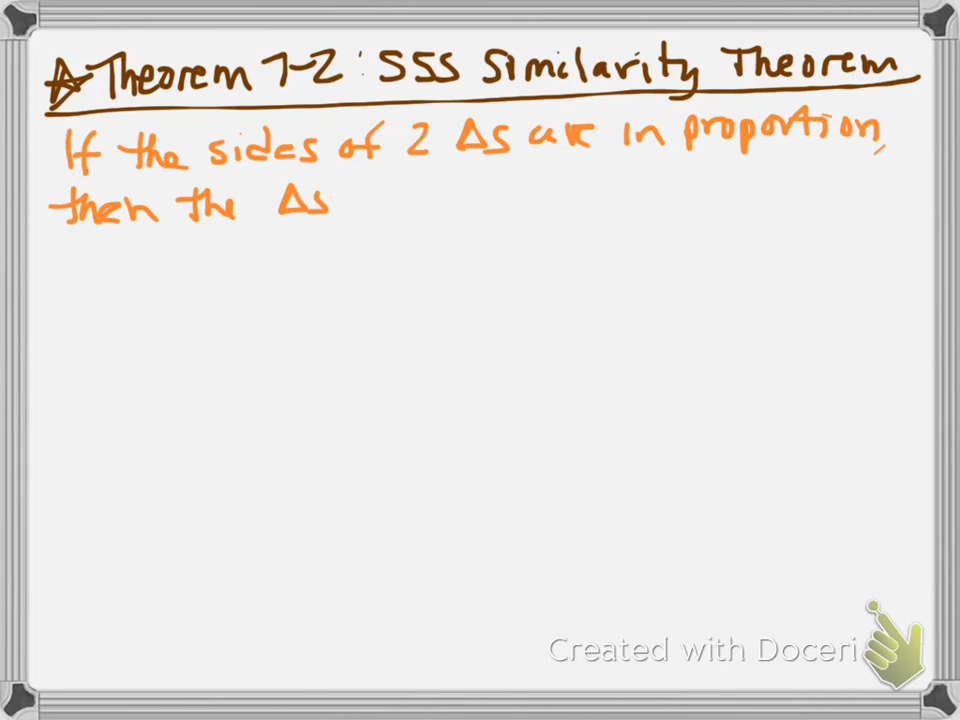 ☆ Theorem 7-2: SSS Similarity Theorem
If the sides of 2 Δs are in proportion,
then the Δs
Created with Doceri